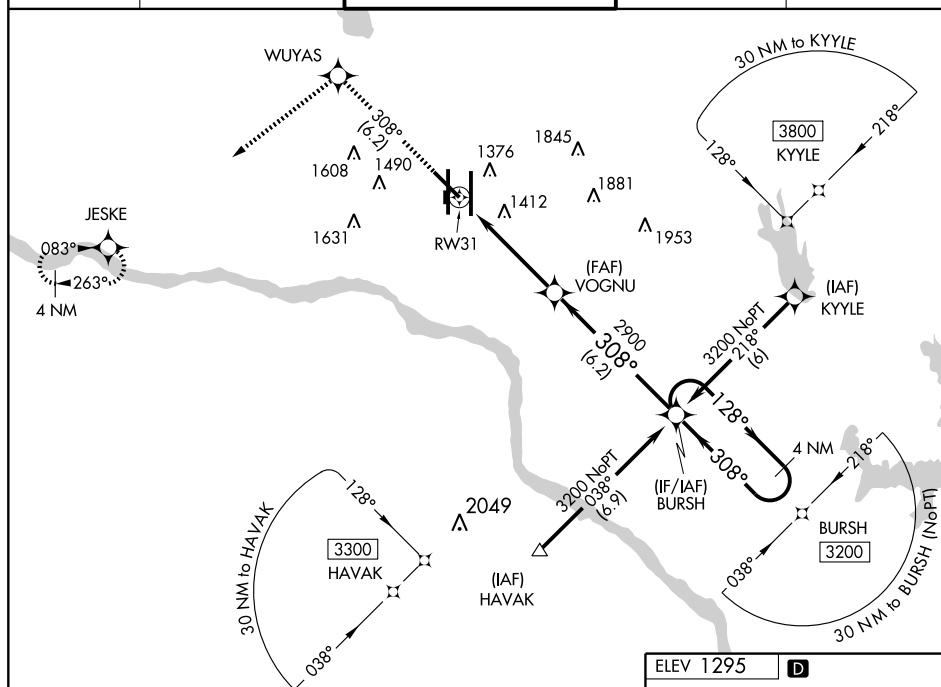 WUYAS
30 NM to KYYLE
308°
(6.2)
1845
1376
3800
KYYLE
218°
128°
1608
1490
1412
1881
1631
1953
RW31
JESKE
083°
263°
4 NM
(FAF)
VOGNU
(IAF)
KYYLE
3200 NoPT
218°
(6)
2900
308°
(6.2)
128°
4 NM
308°
218°
(IF/IAF)
BURSH
3200 NoPT
038°
(6.9)
BURSH
3200
038°
30 NM to BURSH (NoPT)
2049
128°
3300
HAVAK
30 NM to HAVAK
038°
(IAF)
HAVAK
ELEV 1295
D